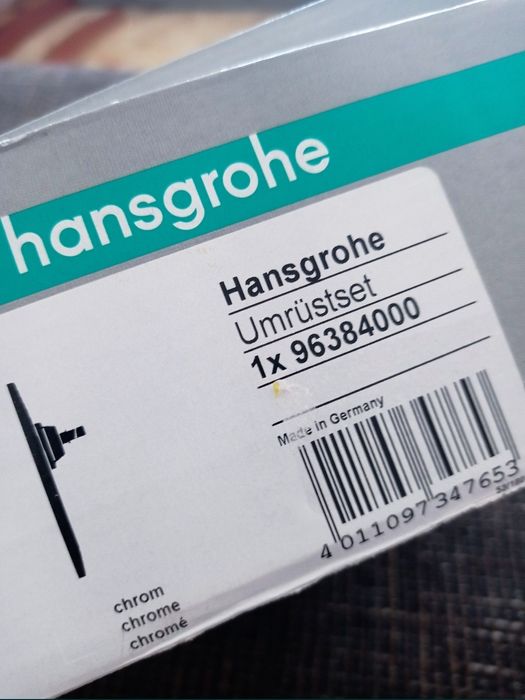 hansgrohe
Hansgrohe
Umrüstset
1x 96384000
Made in Germany
4 011097 347653
chrom
chrome
chromé